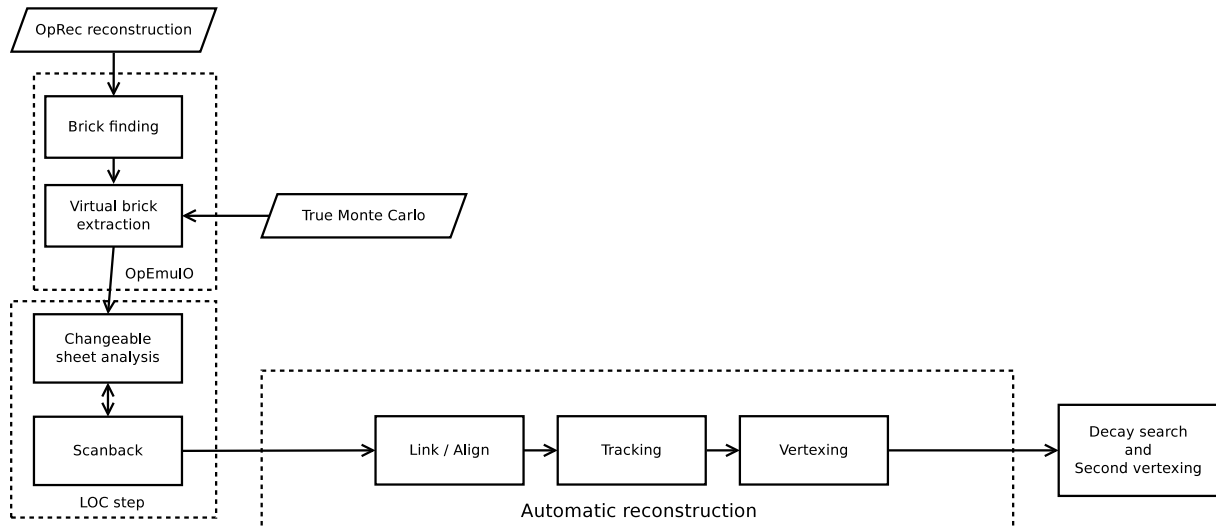 OpRec reconstruction
Brick finding
Virtual brick
extraction
True Monte Carlo
OpEmuIO
Changeable
sheet analysis
Scanback
LOC step
Link / Align
Tracking
Vertexing
Automatic reconstruction
Decay search
and
Second vertexing